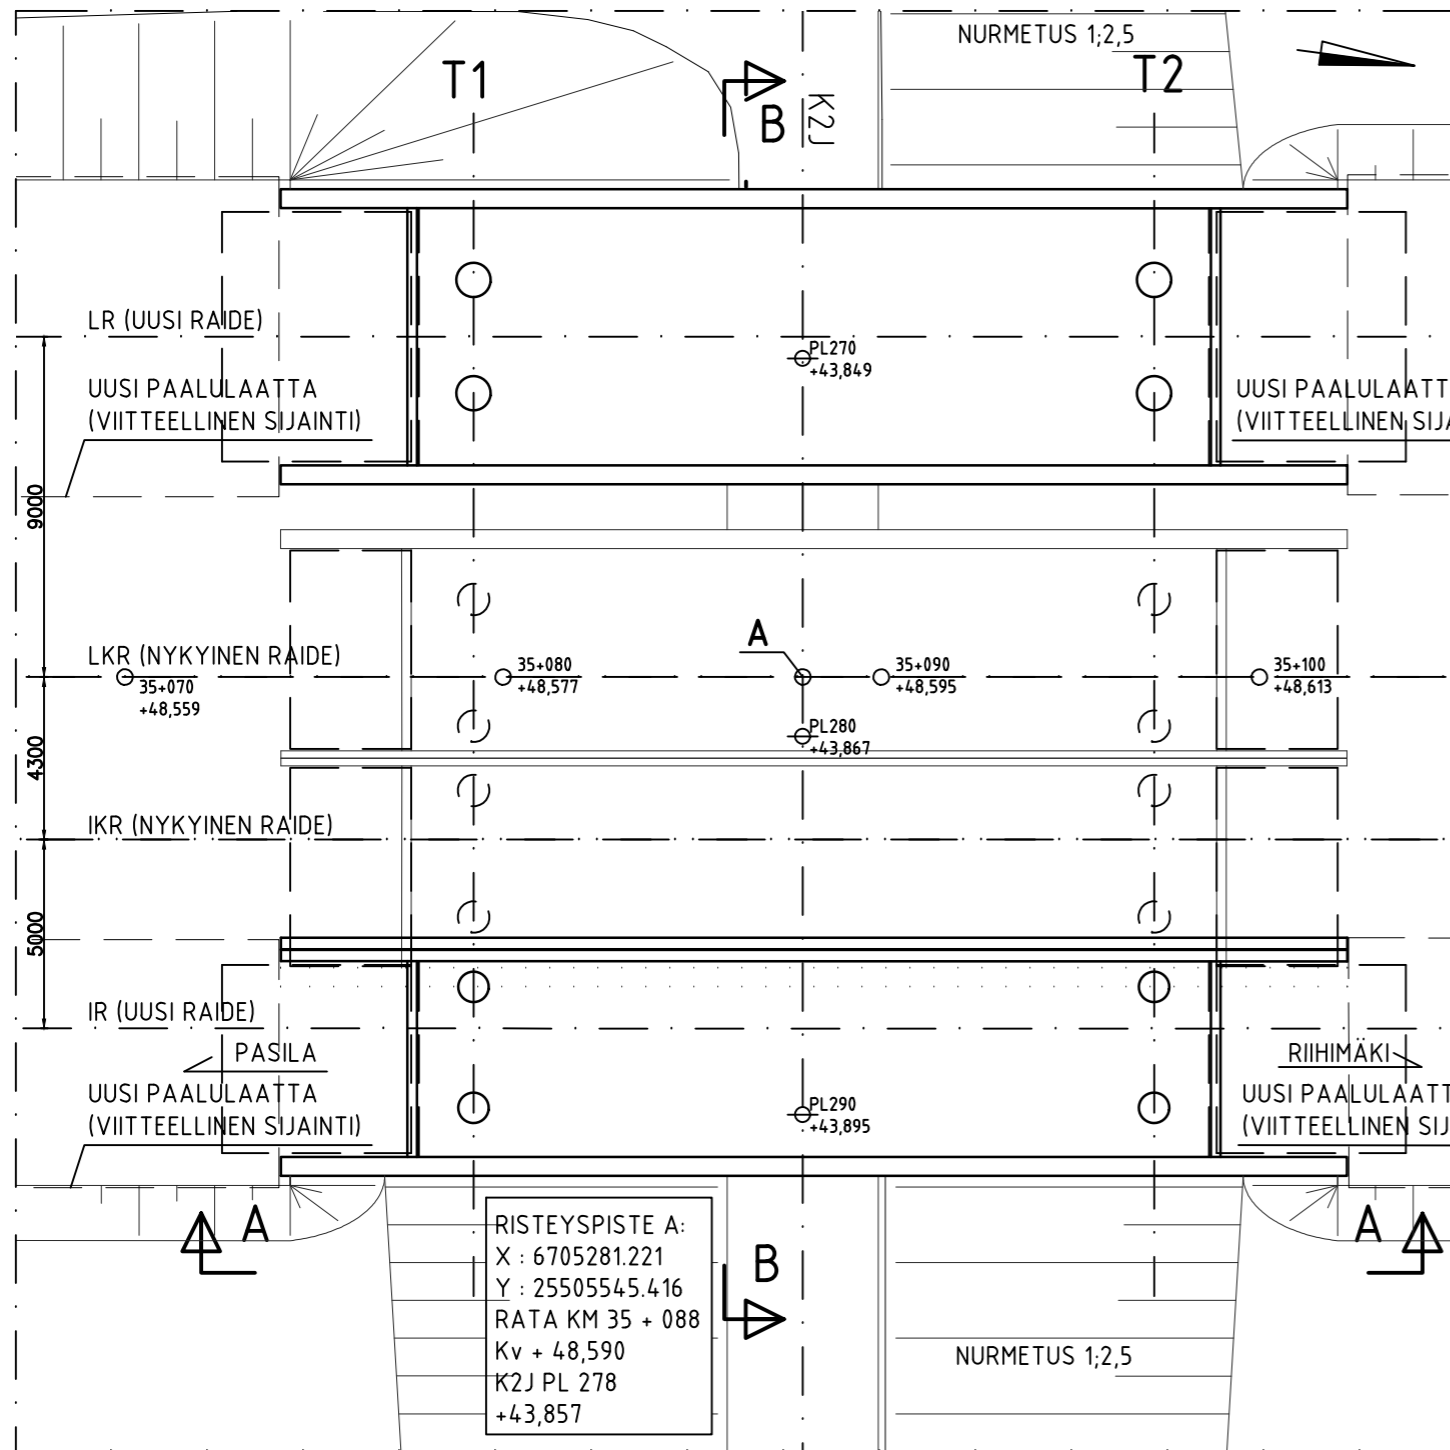 NURMETUS 1;2,5
T1
T2
B
K2J
LR (UUSI RAIDE)
PL270
+43,849
UUSI PAALULAATTA
(VIITTEELLINEN SIJAINTI)
UUSI PAALULAATT
(VIITTEELLINEN SIJA
9000
A
LKR (NYKYINEN RAIDE)
35+070
+48,559
35+080
+48,577
35+090
+48,595
35+100
+48,613
PL280
+43,867
4300
IKR (NYKYINEN RAIDE)
5000
IR (UUSI RAIDE)
PASILA
RIIHIMÄKI
UUSI PAALULAATTA
(VIITTEELLINEN SIJAINTI)
UUSI PAALULAATT
(VIITTEELLINEN SIJ
PL290
+43,895
A
A
RISTEYSPISTE A:
X : 6705281.221
Y : 25505545.416
RATA KM 35 + 088
Kv + 48,590
K2J PL 278
+43,857
B
NURMETUS 1;2,5